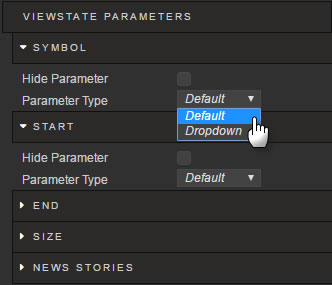 VIEWSTATE PARAMETERS
SYMBOL
Hide Parameter
Parameter Type Default
Default
Dropdown
START
Hide Parameter
Parameter Type Default
END
SIZE
NEWS STORIES